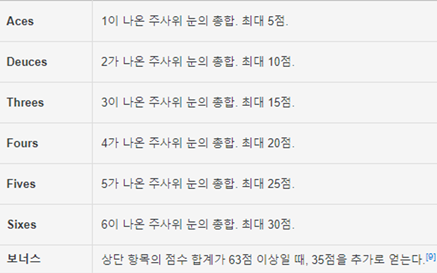 Aces 1이 나온 주사위 눈의 총합. 최대 5점.
Deuces 2가 나온 주사위 눈의 총합. 최대 10점.
Threes 3이 나온 주사위 눈의 총합. 최대 15점.
Fours 4가 나온 주사위 눈의 총합. 최대 20점.
Fives 5가 나온 주사위 눈의 총합. 최대 25점.
Sixes 6이 나온 주사위 눈의 총합. 최대 30점.
보너스 상단 항목의 점수 합계가 63점 이상일 때, 35점을 추가로 얻는다.[9]